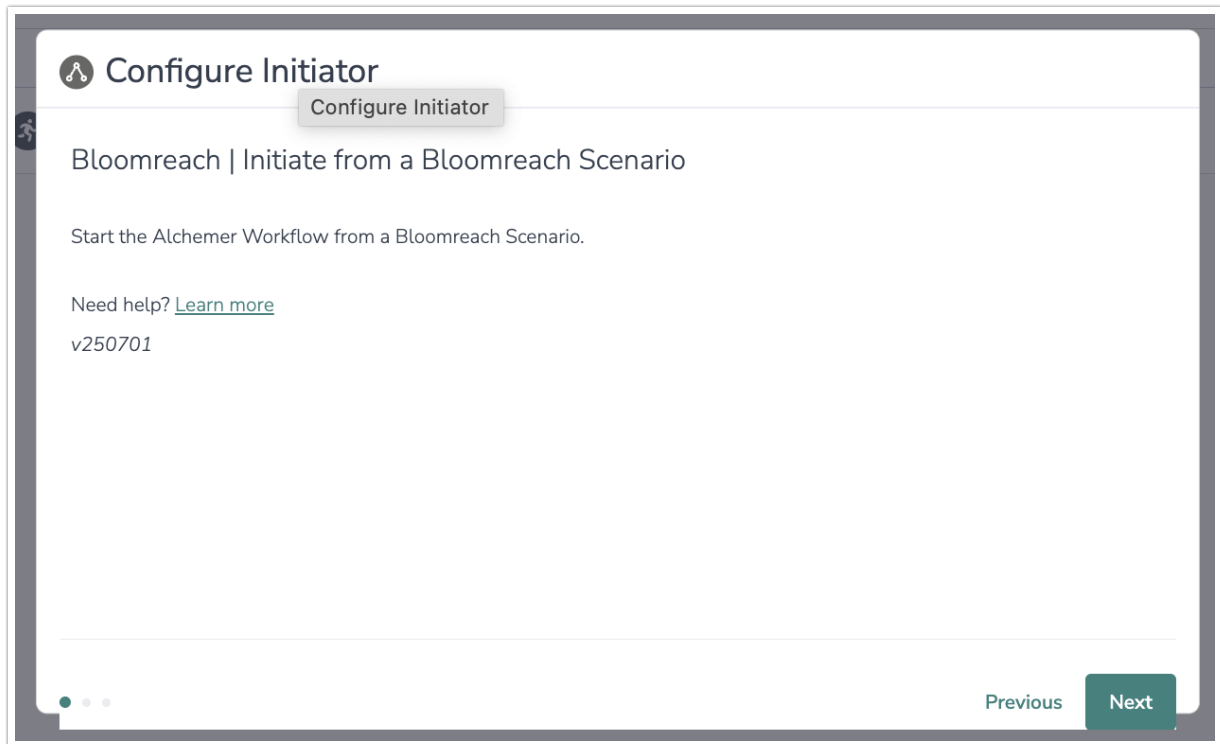 Configure Initiator
Configure Initiator
Bloomreach | Initiate from a Bloomreach Scenario
Start the Alchemer Workflow from a Bloomreach Scenario.
Need help? Learn more
v250701
Previous Next